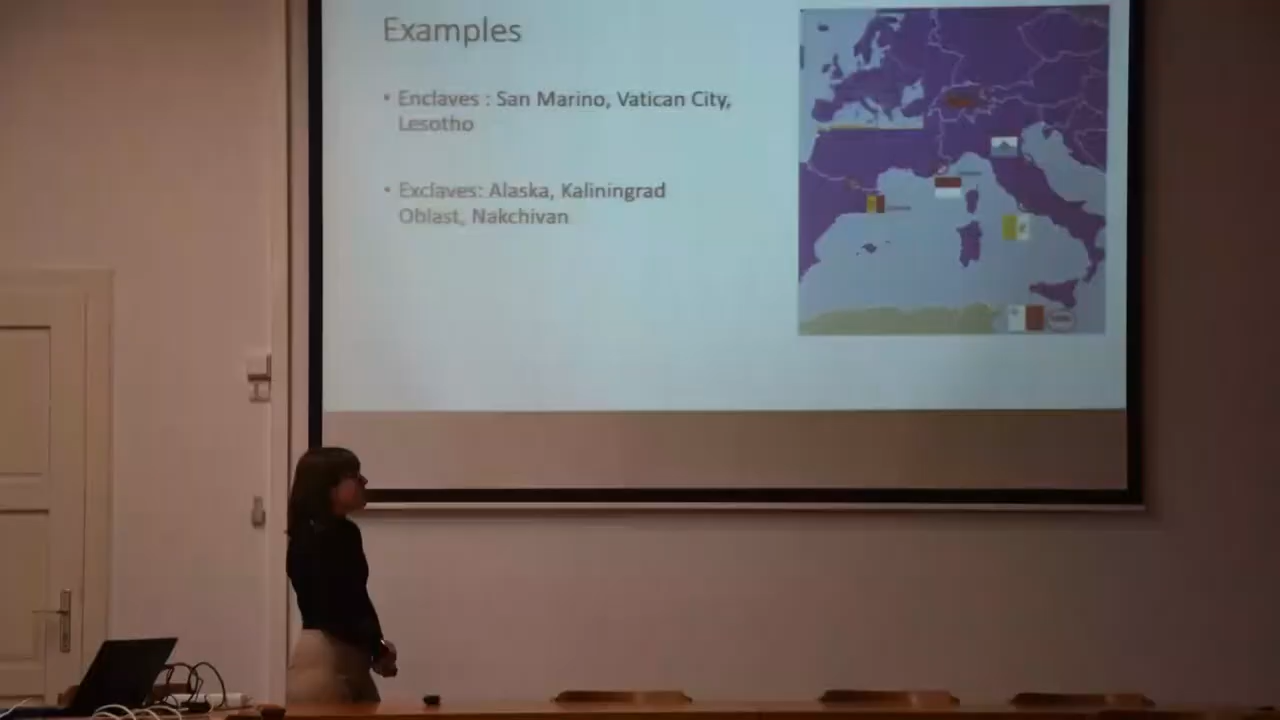 Examples
• Enclaves : San Marino, Vatican City,
Lesotho
• Exclaves: Alaska, Kaliningrad
Oblast, Nakchivan